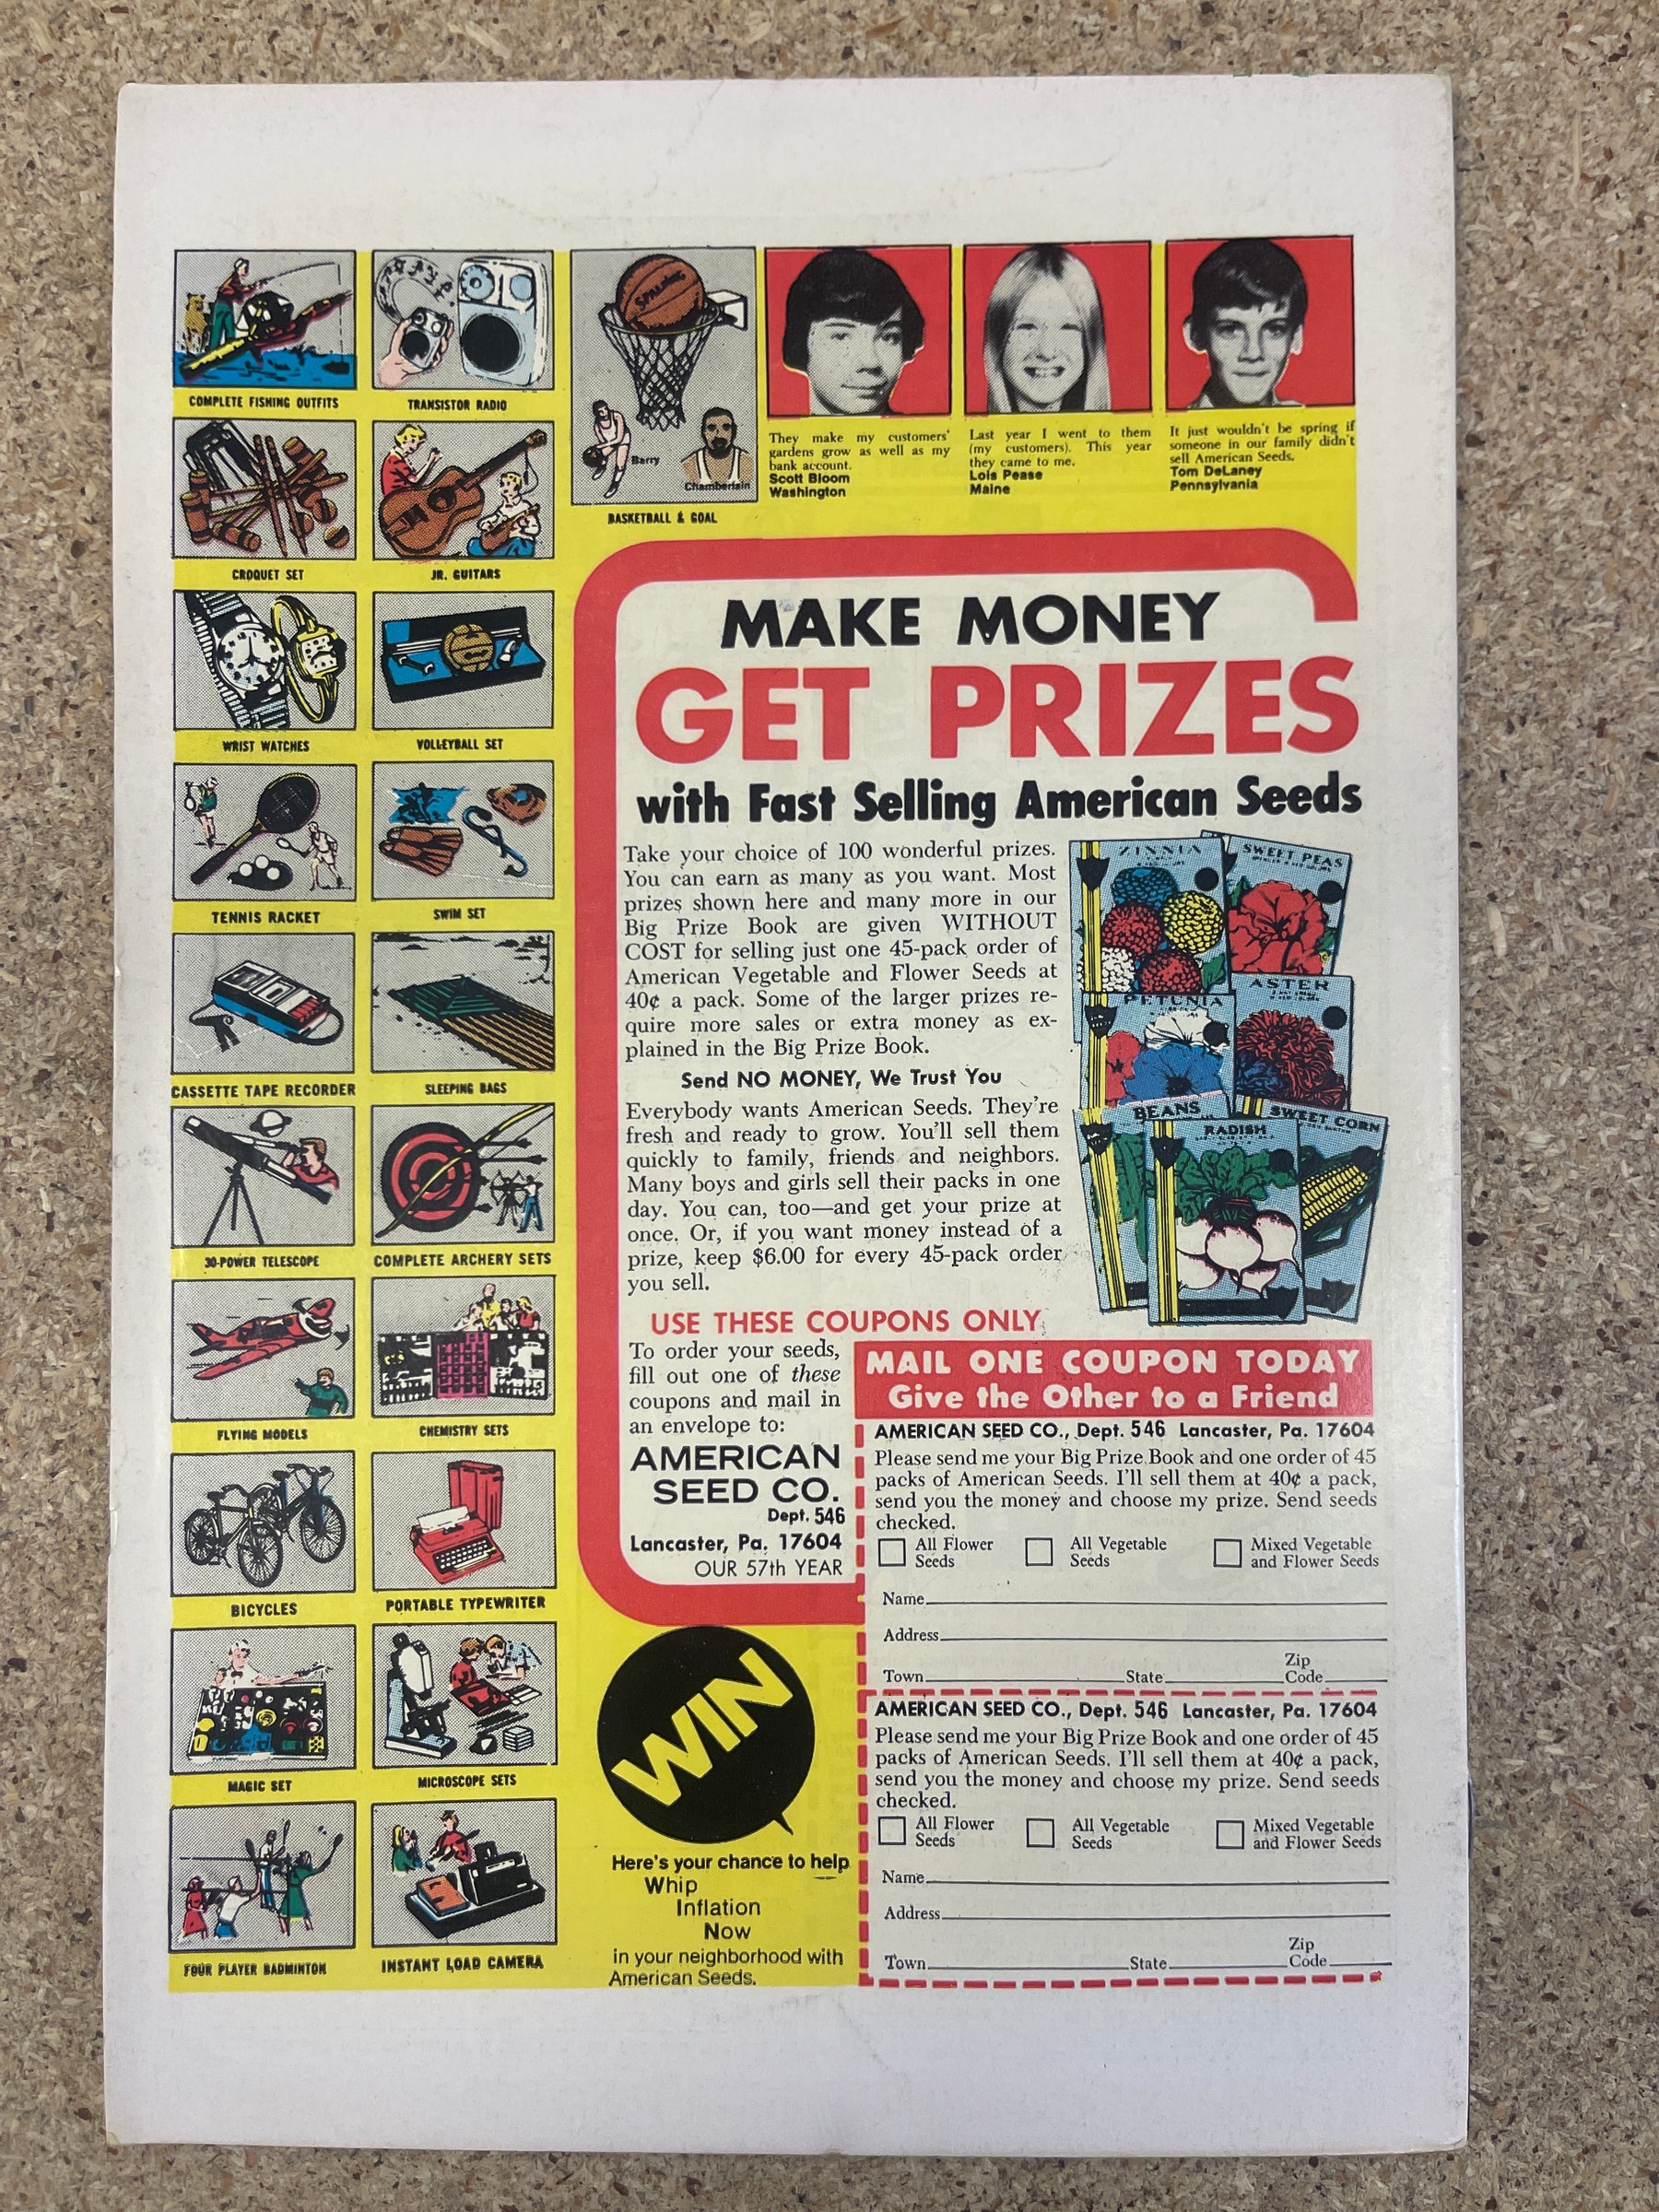 COMPLETE FISHING OUTFITS
TRANSISTOR RADIO
CROQUET SET
JR. GUITARS
WRIST WATCHES
VOLLEYBALL SET
TENNIS RACKET
SWIM SET
CASSETTE TAPE RECORDER
SLEEPING BAGS
30-POWER TELESCOPE
COMPLETE ARCHERY SETS
FLYING MODELS
CHEMISTRY SETS
BICYCLES
PORTABLE TYPEWRITER
MAGIC SET
MICROSCOPE SETS
FOUR PLAYER BADMINTON
INSTANT LOAD CAMERA
SPALDING
Barry
Chamberlain
BASKETBALL & GOAL
They make my customers'
gardens grow as well as my
bank account.
Scott Bloom
Washington
Last year I went to them
(my customers). This year
they came to me.
Lois Pease
Maine
It just wouldn't be spring if
someone in our family didn't
sell American Seeds.
Tom DeLaney
Pennsylvania
MAKE MONEY
GET PRIZES
with Fast Selling American Seeds
Take your choice of 100 wonderful prizes.
You can earn as many as you want. Most
prizes shown here and many more in our
Big Prize Book are given WITHOUT
COST for selling just one 45-pack order of
American Vegetable and Flower Seeds at
40¢ a pack. Some of the larger prizes re-
quire more sales or extra money as ex-
plained in the Big Prize Book.
Send NO MONEY, We Trust You
Everybody wants American Seeds. They're
fresh and ready to grow. You'll sell them
quickly to family, friends and neighbors.
Many boys and girls sell their packs in one
day. You can, too—and get your prize at
once. Or, if you want money instead of a
prize, keep $6.00 for every 45-pack order
you sell.
ZINNIA
SWEET PEAS
PETUNIA
ASTER
BEANS
RADISH
SWEET CORN
USE THESE COUPONS ONLY
To order your seeds,
fill out one of these
coupons and mail in
an envelope to:
AMERICAN
SEED CO.
Dept. 546
Lancaster, Pa. 17604
OUR 57th YEAR
MAIL ONE COUPON TODAY
Give the Other to a Friend
AMERICAN SEED CO., Dept. 546 Lancaster, Pa. 17604
Please send me your Big Prize Book and one order of 45
packs of American Seeds. I'll sell them at 40¢ a pack,
send you the money and choose my prize. Send seeds
checked.
All Flower
Seeds
All Vegetable
Seeds
Mixed Vegetable
and Flower Seeds
Name
Address
Town State Zip
Code
AMERICAN SEED CO., Dept. 546 Lancaster, Pa. 17604
Please send me your Big Prize Book and one order of 45
packs of American Seeds. I'll sell them at 40¢ a pack,
send you the money and choose my prize. Send seeds
checked.
All Flower
Seeds
All Vegetable
Seeds
Mixed Vegetable
and Flower Seeds
Name
Address
Town State Zip
Code
WIN
Here's your chance to help
Whip
Inflation
Now
in your neighborhood with
American Seeds.